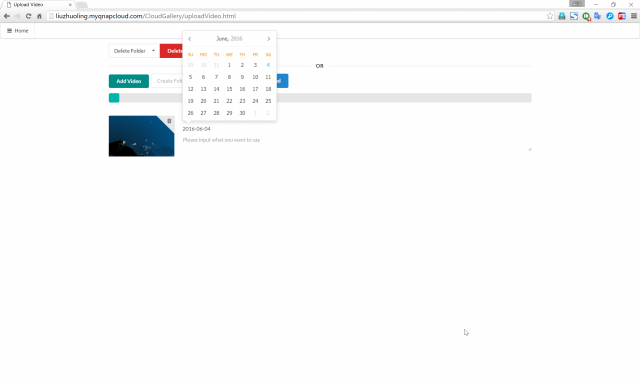 Upload Video
liuzhuoling.myqnapcloud.com/CloudGallery/uploadVideo.html
Home
Delete Folder
Delete
June, 2016
SU MO TU WE TH FR SA
29 30 31 1 2 3 4
5 6 7 8 9 10 11
12 13 14 15 16 17 18
19 20 21 22 23 24 25
26 27 28 29 30 1 2
OR
Add Video
Create Fol
2016-06-04
Please input what you want to say